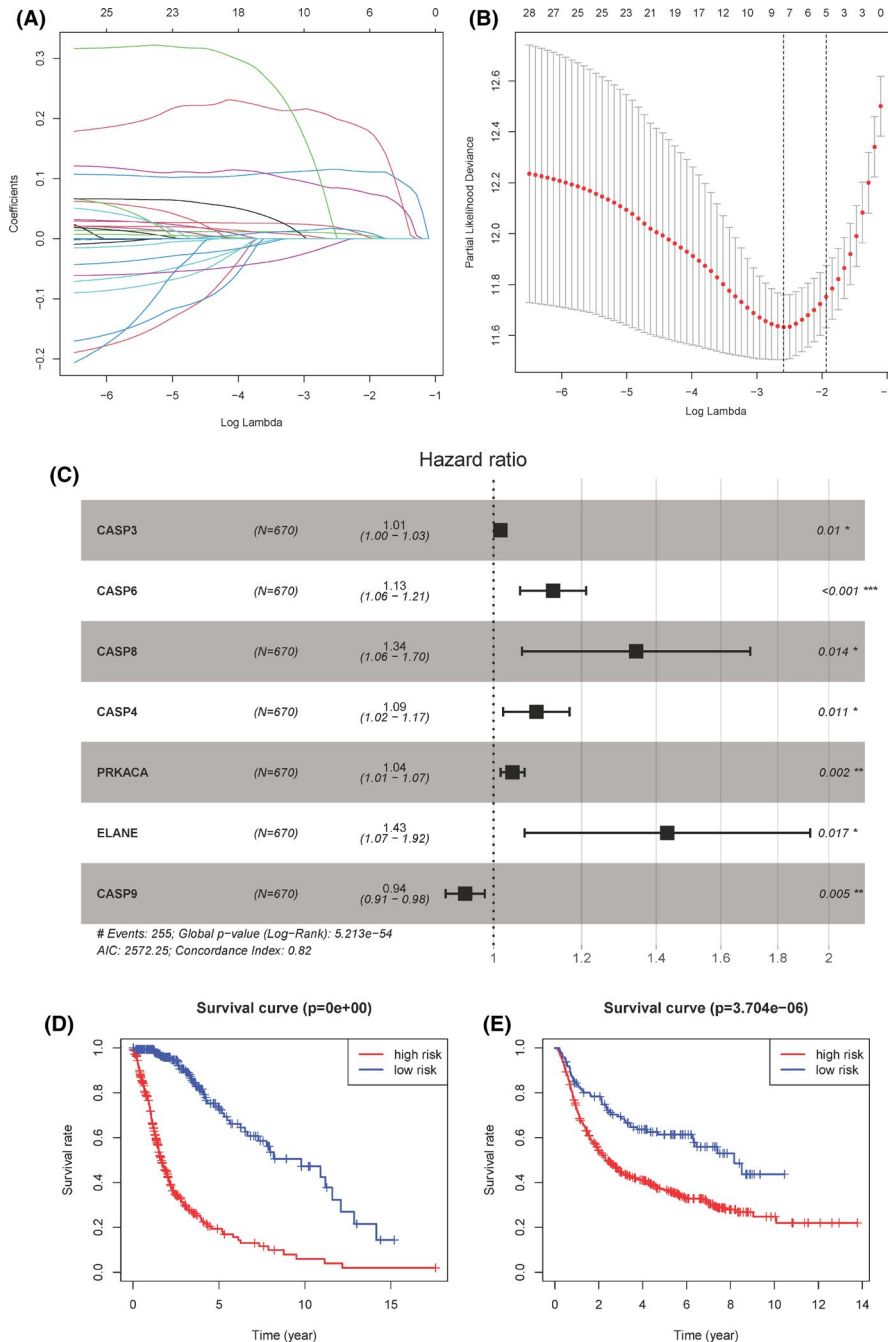 (A)
25 23 18 15 8 2 0
0.3
0.2
0.1
0.0
−0.1
−0.2
Coefficients
−6 −5 −4 −3 −2 −1
Log Lambda
(B)
28 27 25 25 23 21 19 17 12 9 7 5 3 3 0
12.6
12.4
12.2
12.0
11.8
11.6
Partial Likelihood Deviance
−6 −5 −4 −3 −2 −1
Log Lambda
(C)
Hazard ratio
CASP3 (N=670) 1.01 (1.00 − 1.03) 0.01 *
CASP6 (N=670) 1.13 (1.06 − 1.21) <0.001 ***
CASP8 (N=670) 1.34 (1.06 − 1.70) 0.014 *
CASP4 (N=670) 1.09 (1.02 − 1.17) 0.011 *
PRKACA (N=670) 1.04 (1.01 − 1.07) 0.002 **
ELANE (N=670) 1.43 (1.07 − 1.92) 0.017 *
CASP9 (N=670) 0.94 (0.91 − 0.98) 0.005 **
# Events: 255; Global p−value (Log−Rank): 5.213e−54
AIC: 2572.25; Concordance Index: 0.82
1 1.2 1.4 1.6 1.8 2
(D)
Survival curve (p=0e+00)
high risk
low risk
1.0
0.8
0.6
0.4
0.2
0.0
Survival rate
0 5 10 15
Time (year)
(E)
Survival curve (p=3.704e−06)
high risk
low risk
1.0
0.8
0.6
0.4
0.2
0.0
Survival rate
0 2 4 6 8 10 12 14
Time (year)